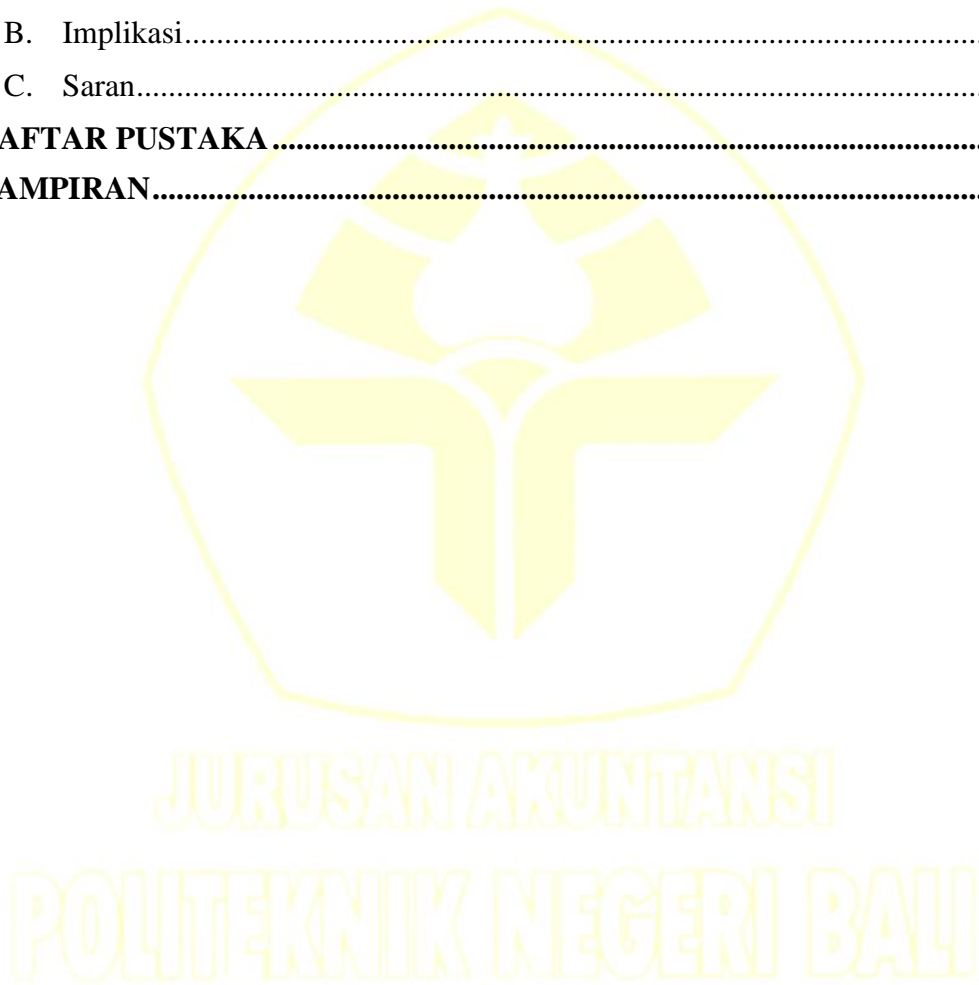 B. Implikasi....................................................................................................
C. Saran..........................................................................................................
AFTAR PUSTAKA..........................................................................................
AMPIRAN.........................................................................................................
JURUSAN AKUNTANSI
POLITEKNIK NEGERI BALI